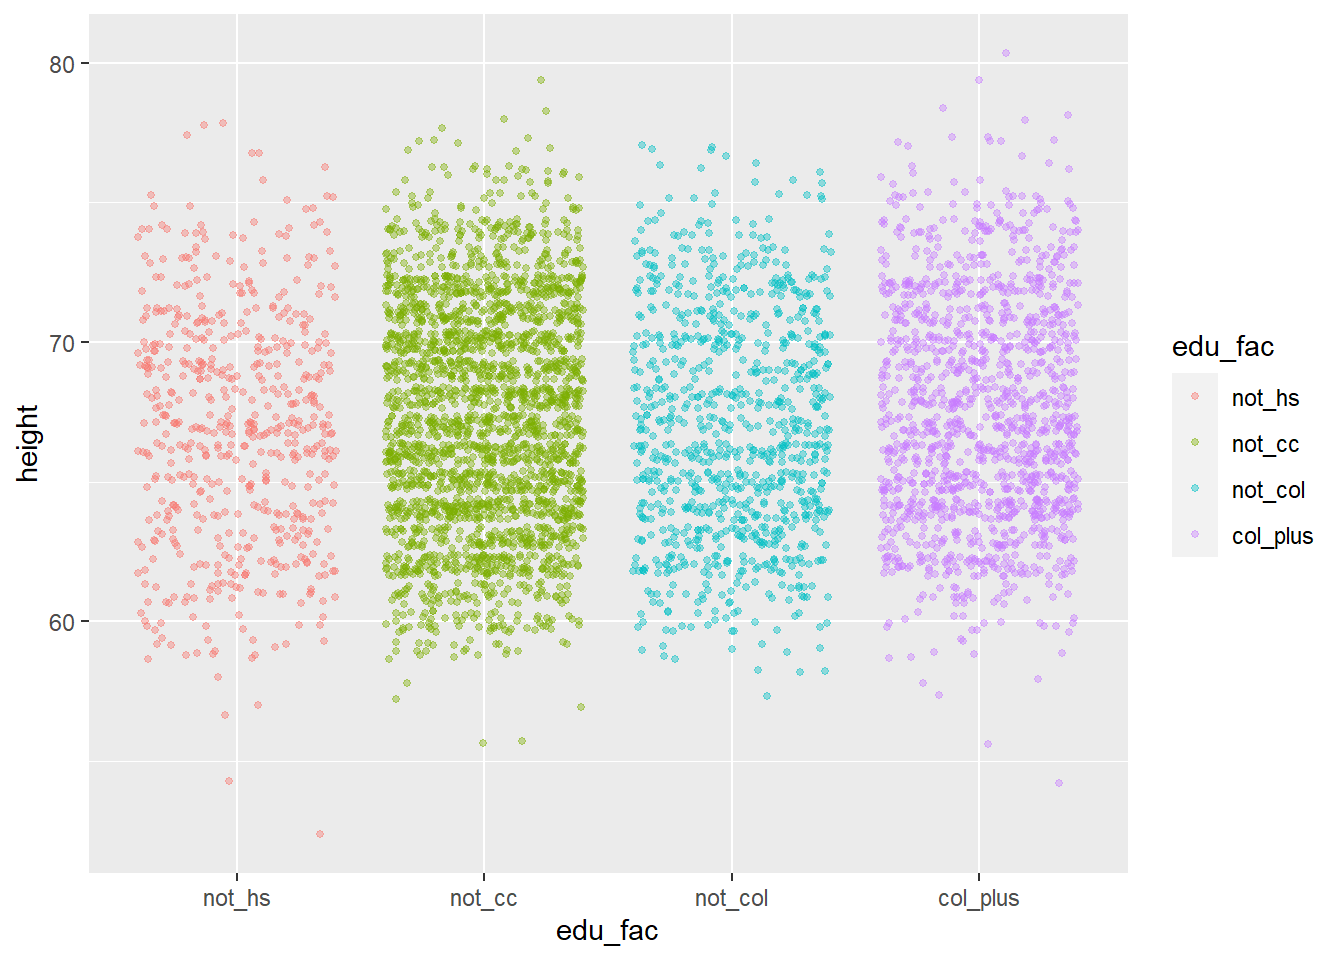 80
70
60
height
not_hs not_cc not_col col_plus
edu_fac
edu_fac
not_hs
not_cc
not_col
col_plus